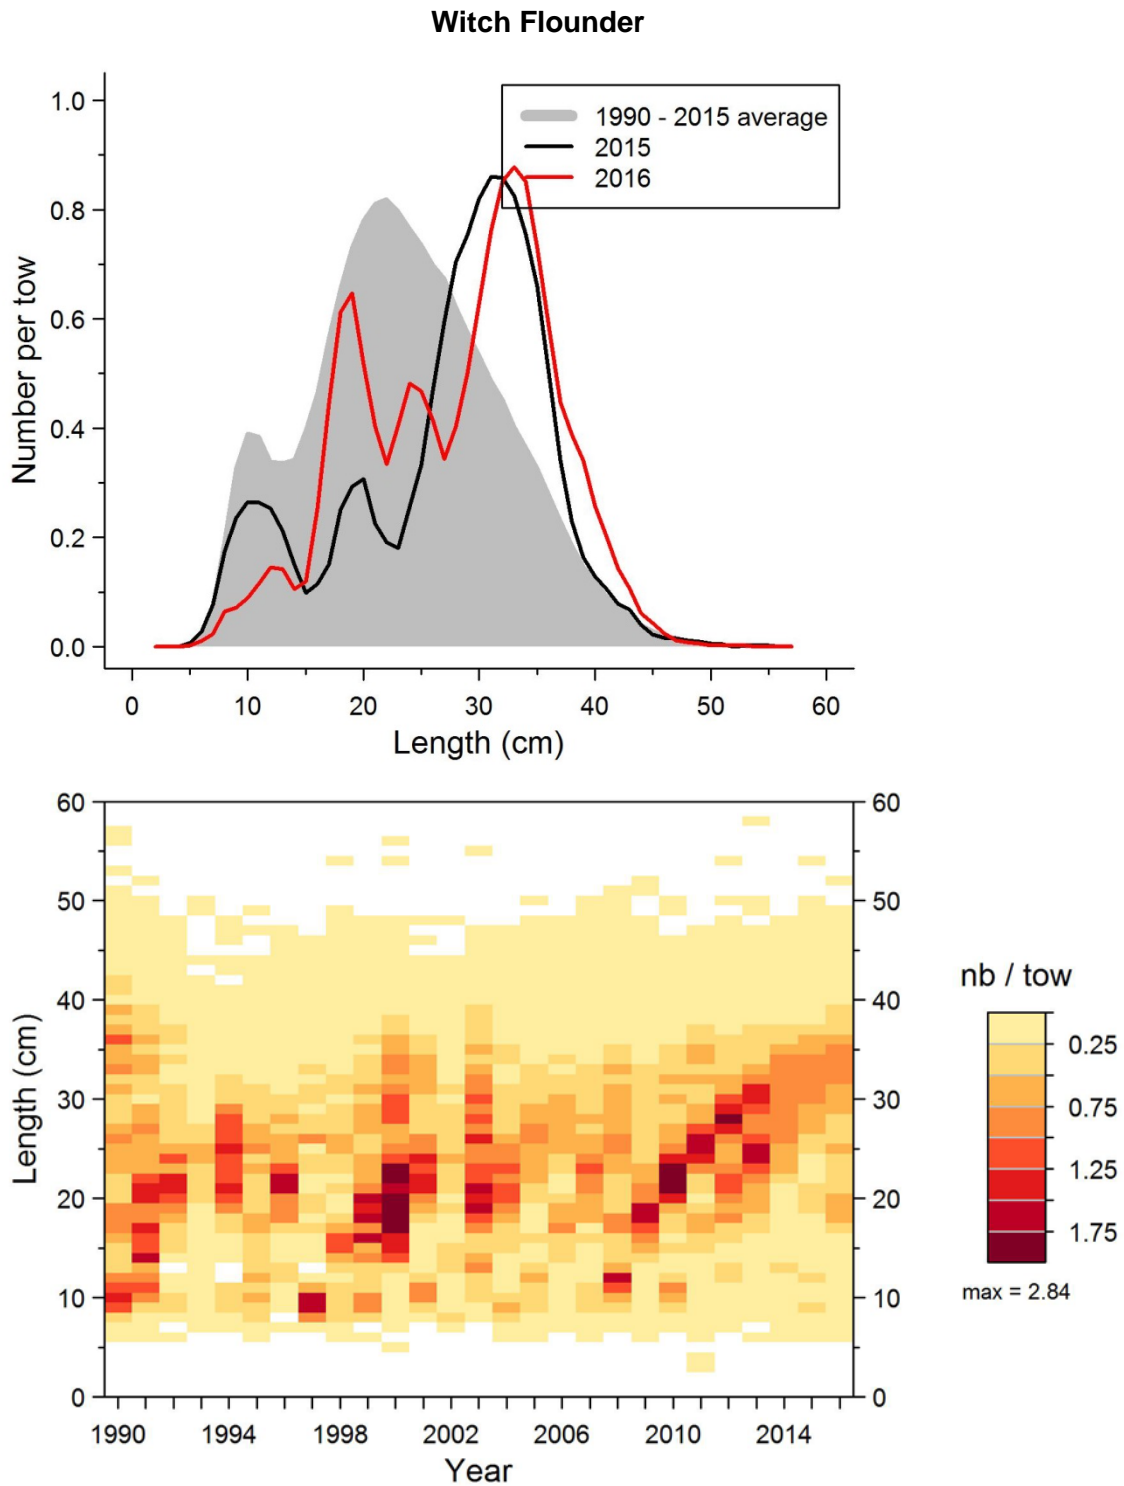 Witch Flounder
1990 - 2015 average
2015
2016
1.0
0.8
0.6
0.4
0.2
0.0
Number per tow
0 10 20 30 40 50 60
Length (cm)
60 60
50 50
40 40
30 30
20 20
10 10
0 0
Length (cm)
1990 1994 1998 2002 2006 2010 2014
Year
nb / tow
0.25
0.75
1.25
1.75
max = 2.84